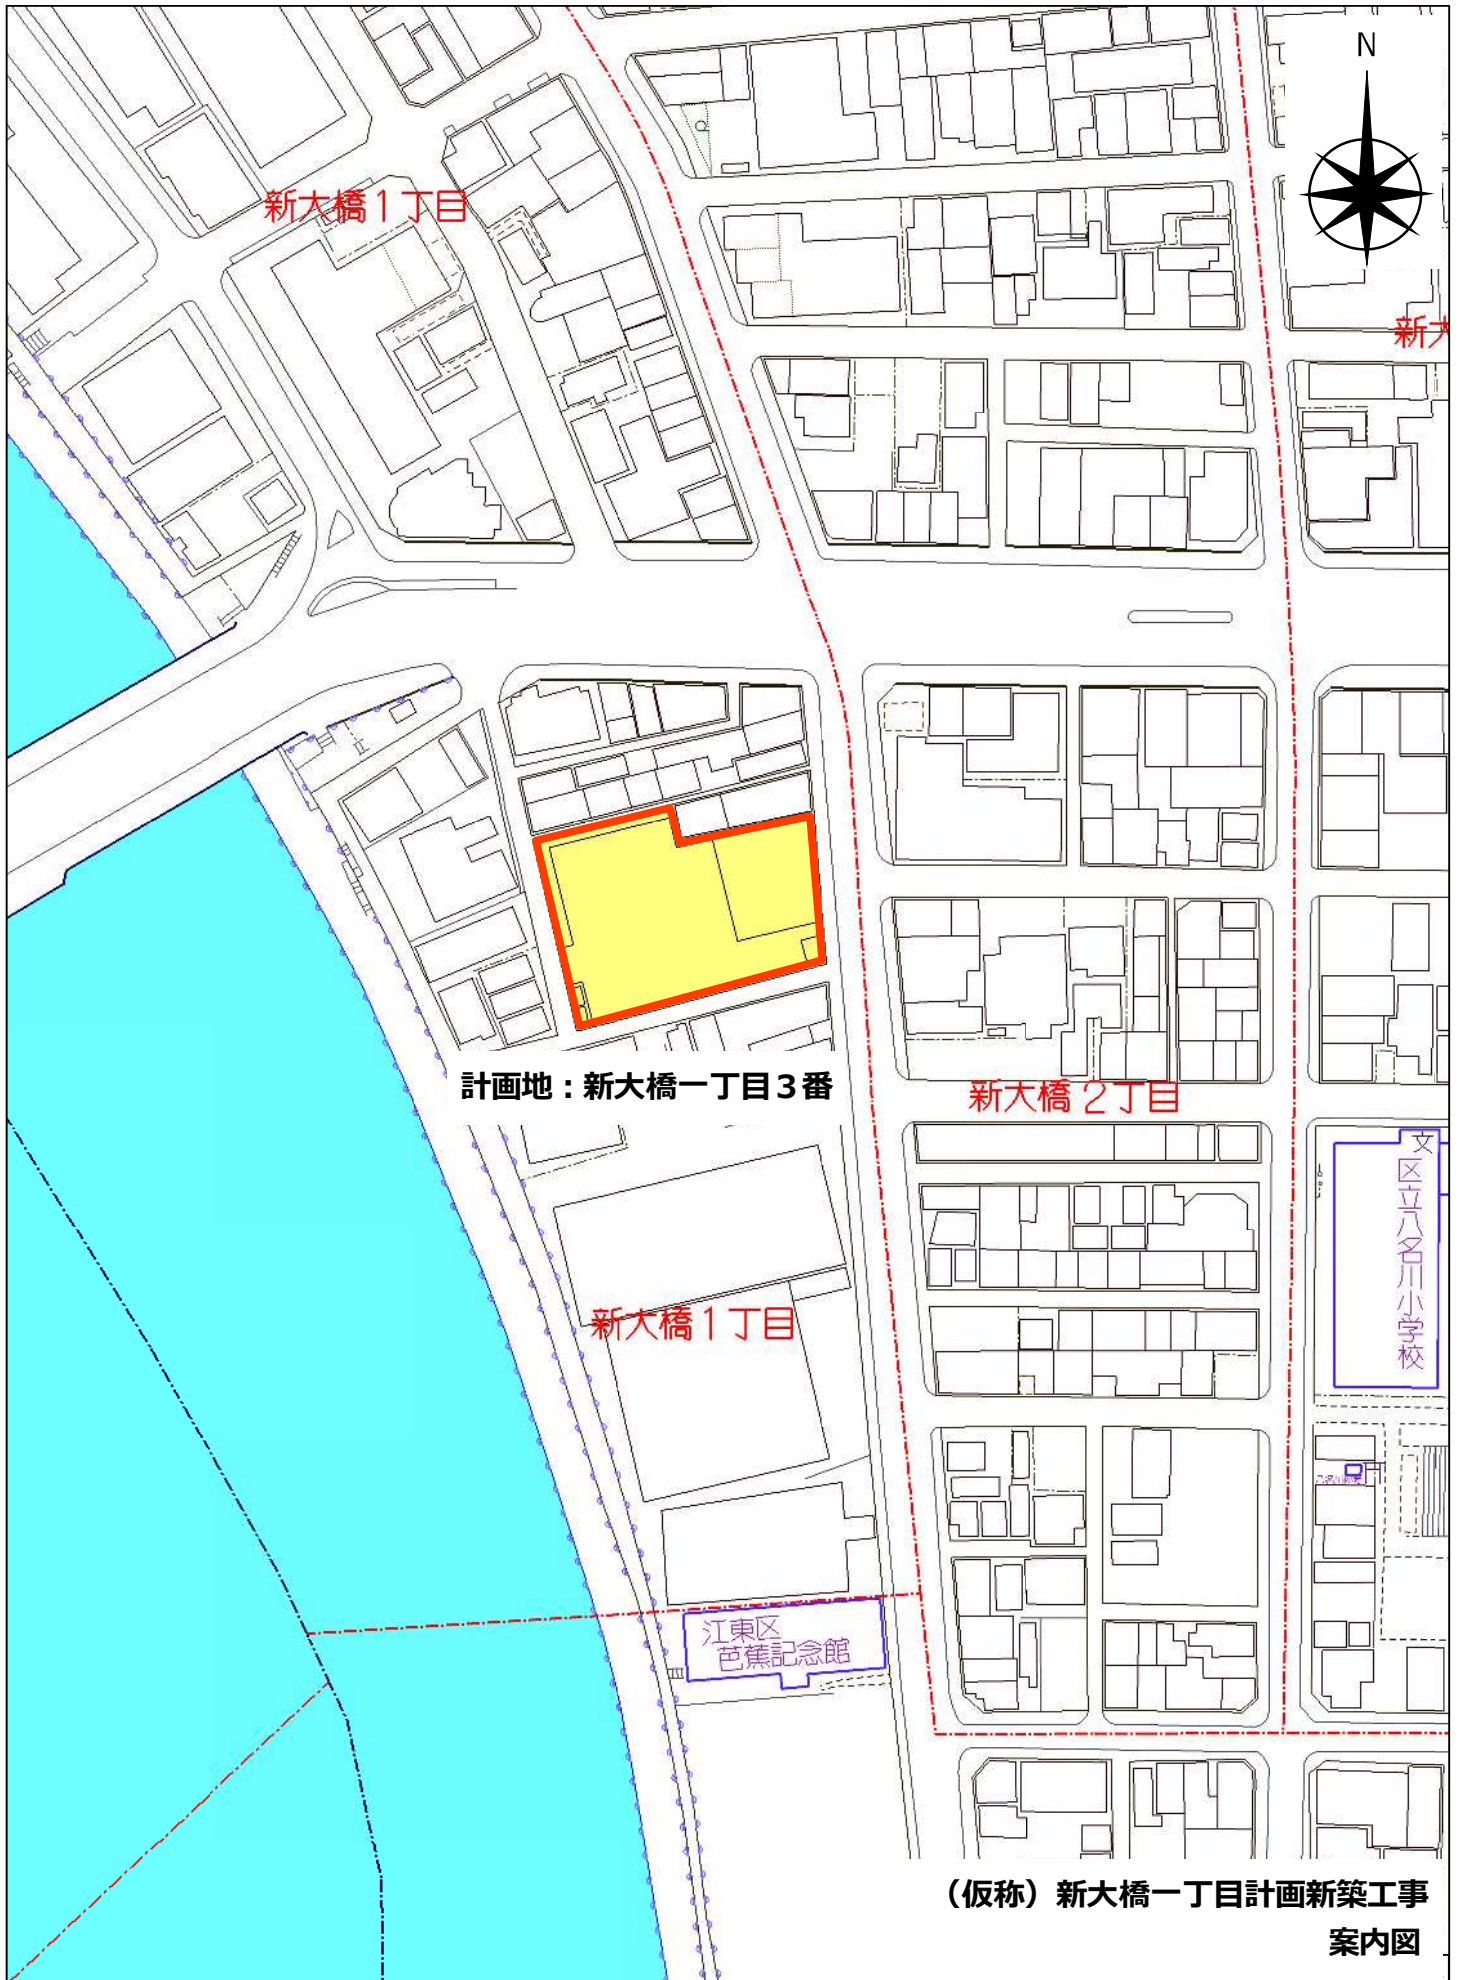 N
新大橋1丁目
新大
計画地：新大橋一丁目３番
新大橋2丁目
文
区立八名川小学校
新大橋1丁目
江東区
芭蕉記念館
（仮称）新大橋一丁目計画新築工事
案内図